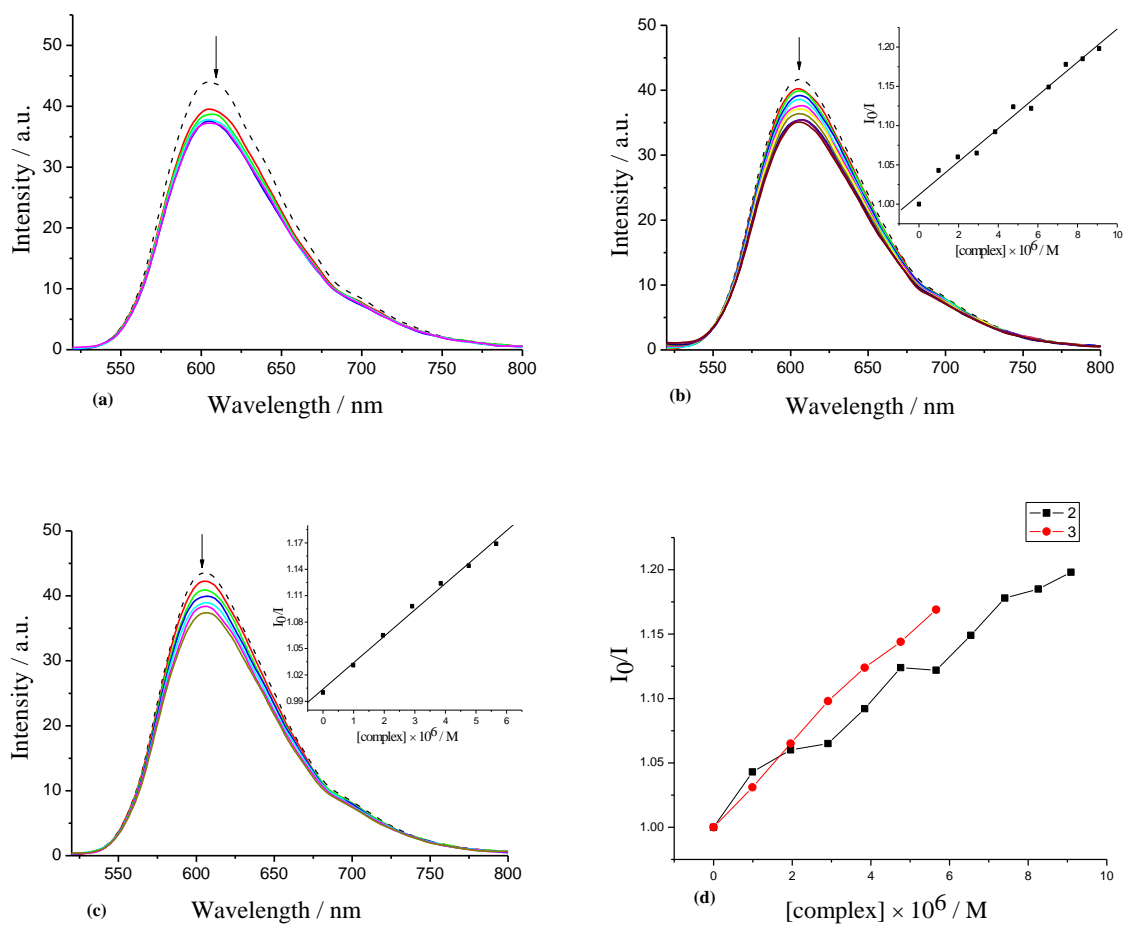 50
40
30
20
10
0
Intensity / a.u.
550 600 650 700 750 800
(a)
Wavelength / nm
50
40
30
20
10
0
Intensity / a.u.
550 600 650 700 750 800
(b)
Wavelength / nm
1.20
1.15
1.10
1.05
1.00
I0/I
0 2 4 6 8 10
[complex] × 10^6 / M
50
40
30
20
10
0
Intensity / a.u.
550 600 650 700 750 800
(c)
Wavelength / nm
1.17
1.14
1.11
1.08
1.05
1.02
0.99
I0/I
0 1 2 3 4 5 6
[complex] × 10^6 / M
2
3
1.20
1.15
1.10
1.05
1.00
I0/I
0 2 4 6 8 10
(d)
[complex] × 10^6 / M